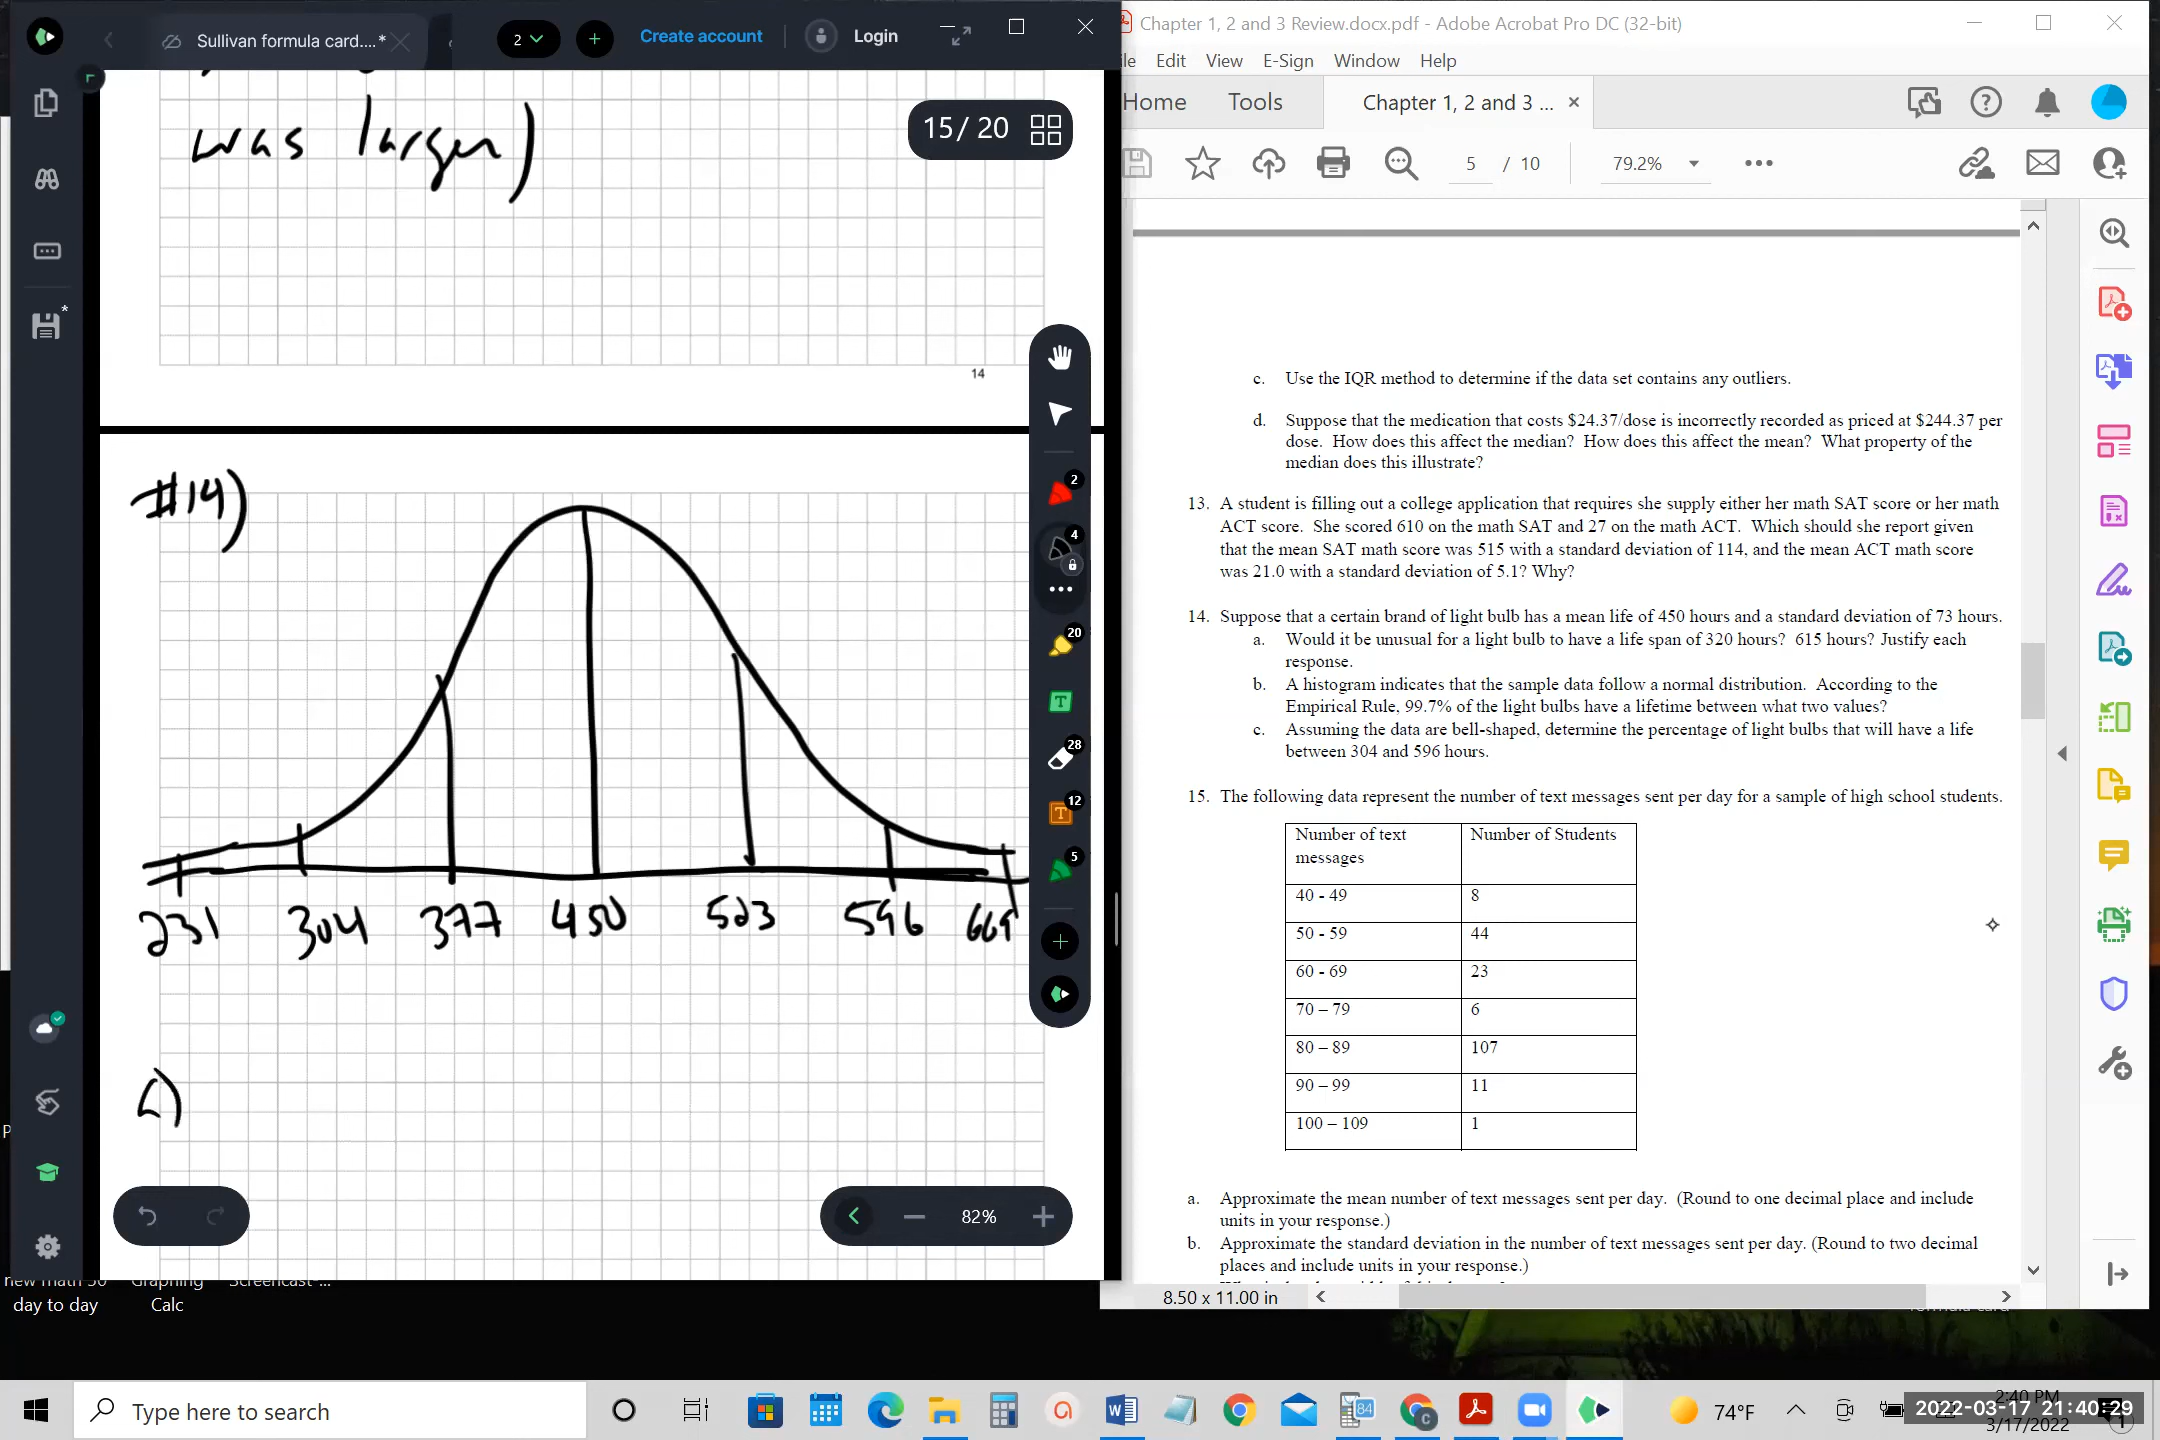 Sullivan formula card....*
2
Create account
Login
was larger)
15/ 20
14
#14)
231 304 377 450 523 596 669
a)
2
4
20
T
28
T 12
5
82%
Chapter 1, 2 and 3 Review.docx.pdf - Adobe Acrobat Pro DC (32-bit)
ile Edit View E-Sign Window Help
Home Tools Chapter 1, 2 and 3 ... ×
5 / 10 79.2%
c. Use the IQR method to determine if the data set contains any outliers.
d. Suppose that the medication that costs $24.37/dose is incorrectly recorded as priced at $244.37 per
dose. How does this affect the median? How does this affect the mean? What property of the
median does this illustrate?
13. A student is filling out a college application that requires she supply either her math SAT score or her math
ACT score. She scored 610 on the math SAT and 27 on the math ACT. Which should she report given
that the mean SAT math score was 515 with a standard deviation of 114, and the mean ACT math score
was 21.0 with a standard deviation of 5.1? Why?
14. Suppose that a certain brand of light bulb has a mean life of 450 hours and a standard deviation of 73 hours.
a. Would it be unusual for a light bulb to have a life span of 320 hours? 615 hours? Justify each
response.
b. A histogram indicates that the sample data follow a normal distribution. According to the
Empirical Rule, 99.7% of the light bulbs have a lifetime between what two values?
c. Assuming the data are bell-shaped, determine the percentage of light bulbs that will have a life
between 304 and 596 hours.
15. The following data represent the number of text messages sent per day for a sample of high school students.
Number of text messages Number of Students
40 - 49 8
50 - 59 44
60 - 69 23
70 – 79 6
80 – 89 107
90 – 99 11
100 – 109 1
a. Approximate the mean number of text messages sent per day. (Round to one decimal place and include
units in your response.)
b. Approximate the standard deviation in the number of text messages sent per day. (Round to two decimal
places and include units in your response.)
8.50 x 11.00 in
day to day
Calc
Type here to search
84
74°F
2:40 PM
3/17/2022
2022-03-17 21:40:29